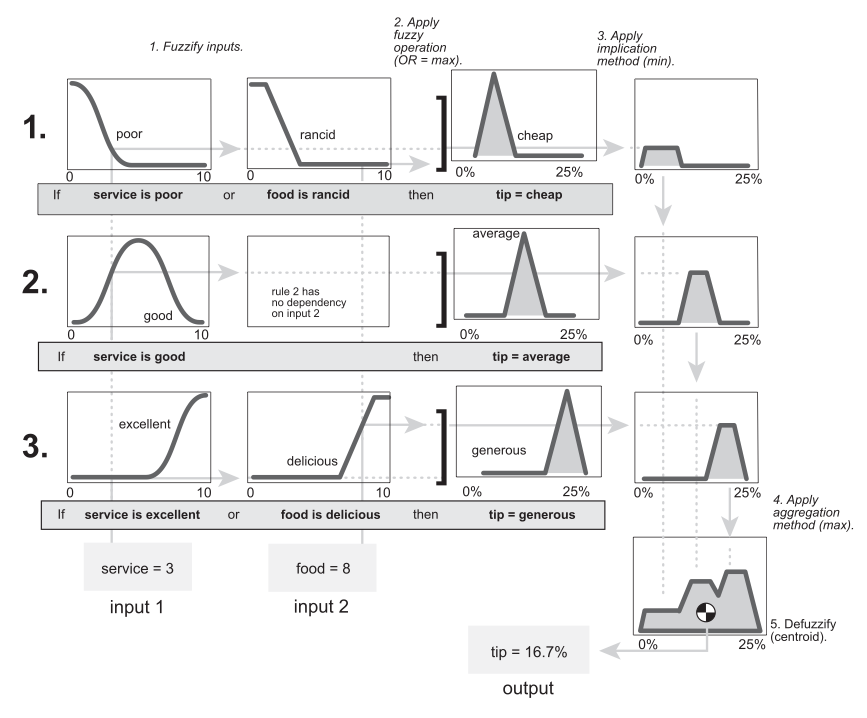 1. Fuzzify inputs.
2. Apply
fuzzy
operation
(OR = max).
3. Apply
implication
method (min).
1.
poor
rancid
cheap
0 10
0 10
0% 25%
0% 25%
If service is poor or food is rancid then tip = cheap
2.
good
rule 2 has
no dependency
on input 2
average
0 10
0% 25%
0% 25%
If service is good then tip = average
3.
excellent
delicious
generous
0 10
0 10
0% 25%
0% 25%
If service is excellent or food is delicious then tip = generous
4. Apply
aggregation
method (max).
service = 3
input 1
food = 8
input 2
0% 25%
5. Defuzzify
(centroid).
tip = 16.7%
output